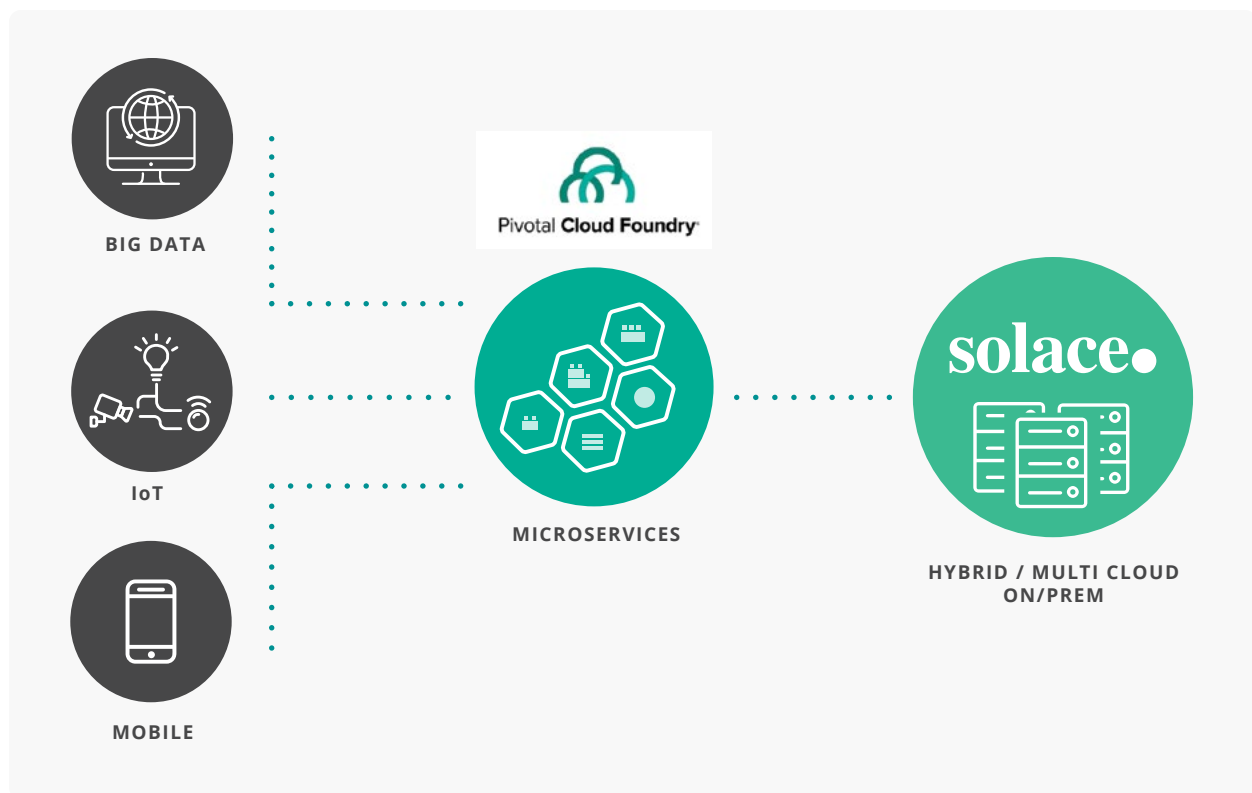 BIG DATA
Pivotal Cloud Foundry
IoT
MICROSERVICES
MOBILE
solace
HYBRID / MULTI CLOUD
ON/PREM